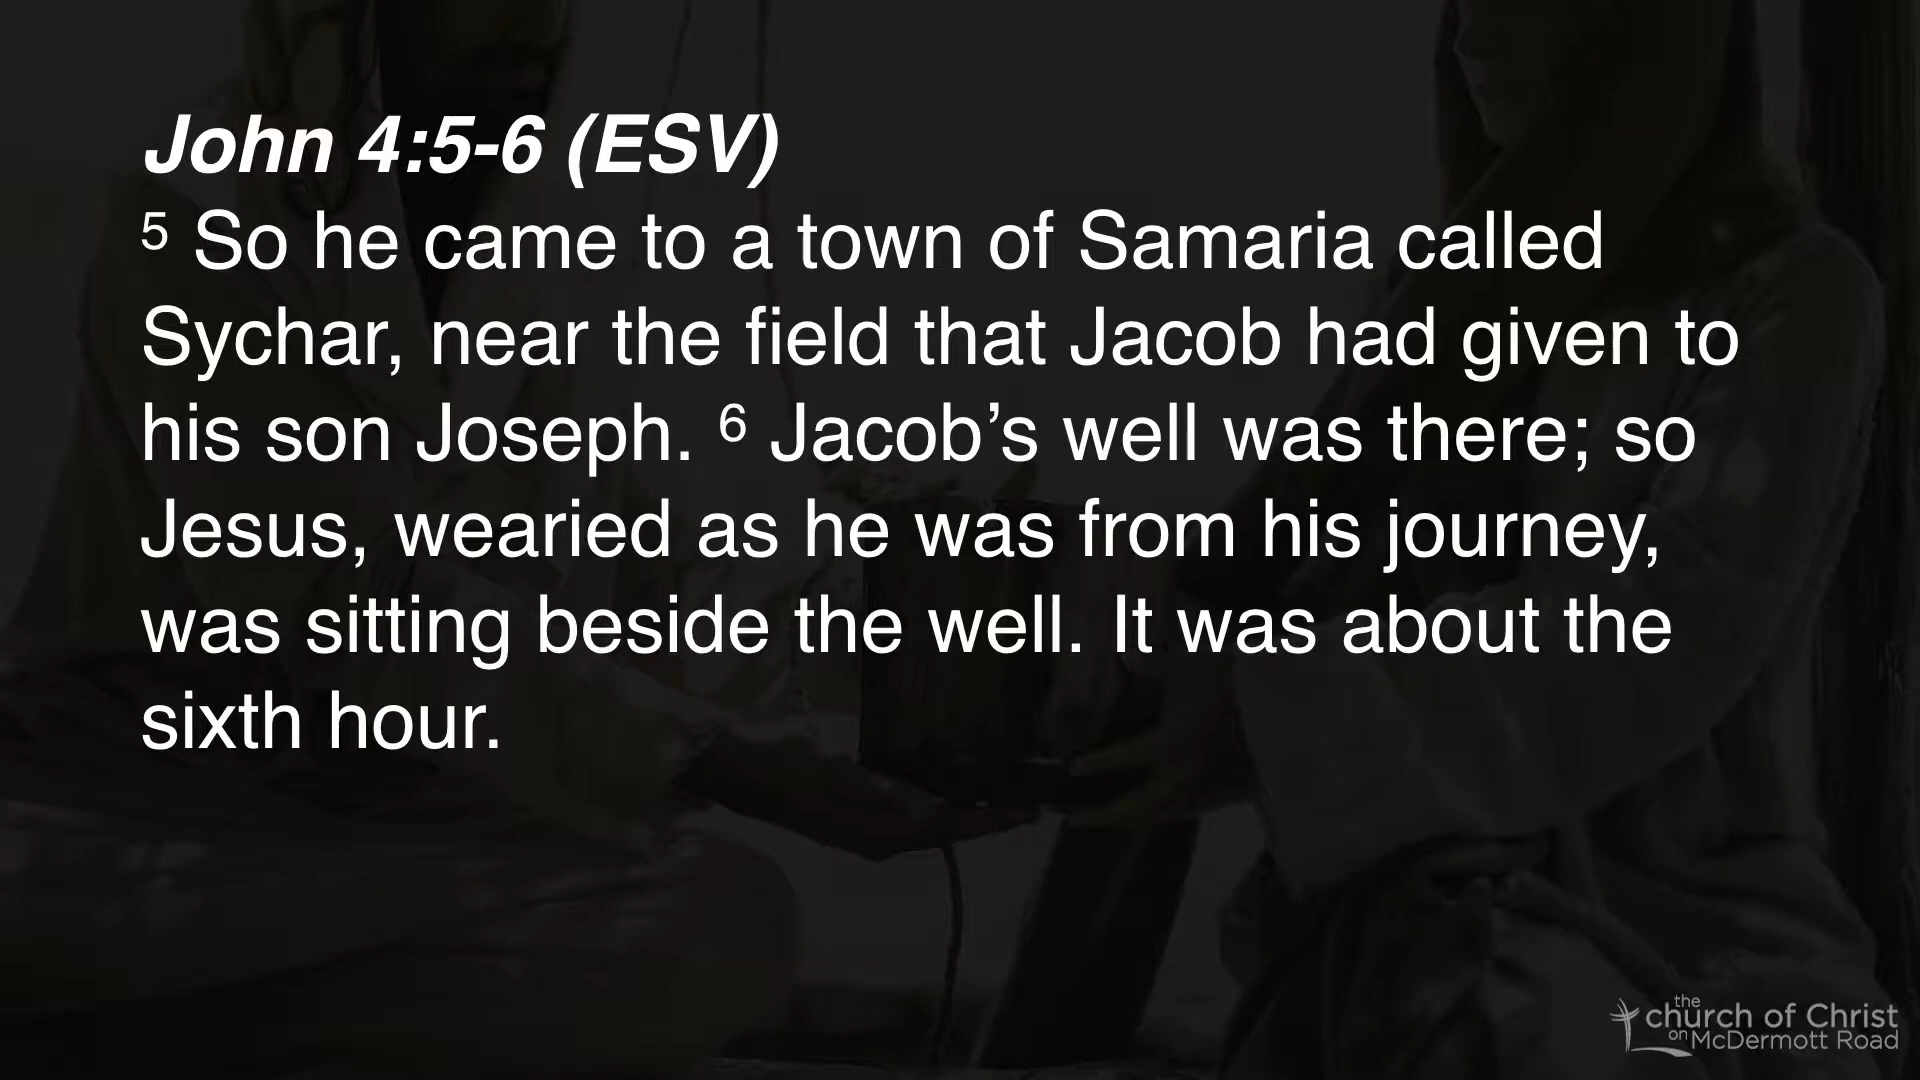 John 4:5-6 (ESV)
⁵ So he came to a town of Samaria called
Sychar, near the field that Jacob had given to
his son Joseph. ⁶ Jacob’s well was there; so
Jesus, wearied as he was from his journey,
was sitting beside the well. It was about the
sixth hour.
the
church of Christ
on McDermott Road